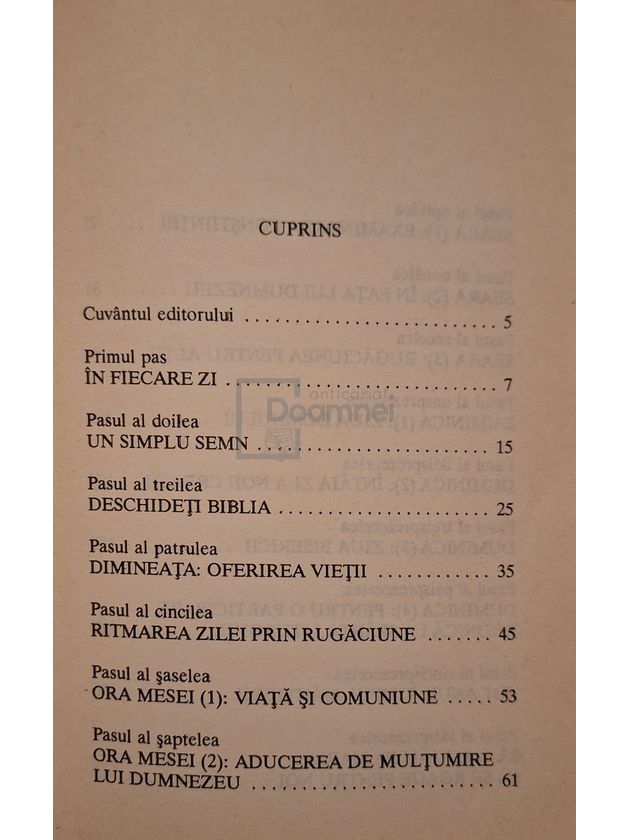 CUPRINS
Cuvântul editorului . . . . . . . . . . . . . . . . . . . . . 5
Primul pas
ÎN FIECARE ZI . . . . . . . . . . . . . . . . . . . . . . . 7
Pasul al doilea
UN SIMPLU SEMN . . . . . . . . . . . . . . . . . . . 15
Pasul al treilea
DESCHIDEŢI BIBLIA . . . . . . . . . . . . . . . . . . 25
Pasul al patrulea
DIMINEAŢA: OFERIREA VIEŢII . . . . . . . . . . 35
Pasul al cincilea
RITMAREA ZILEI PRIN RUGĂCIUNE . . . . . . 45
Pasul al şaselea
ORA MESEI (1): VIAŢĂ ŞI COMUNIUNE . . . . . 53
Pasul al şaptelea
ORA MESEI (2): ADUCEREA DE MULŢUMIRE
LUI DUMNEZEU . . . . . . . . . . . . . . . . . . . . 61
anticariat
Doamnei